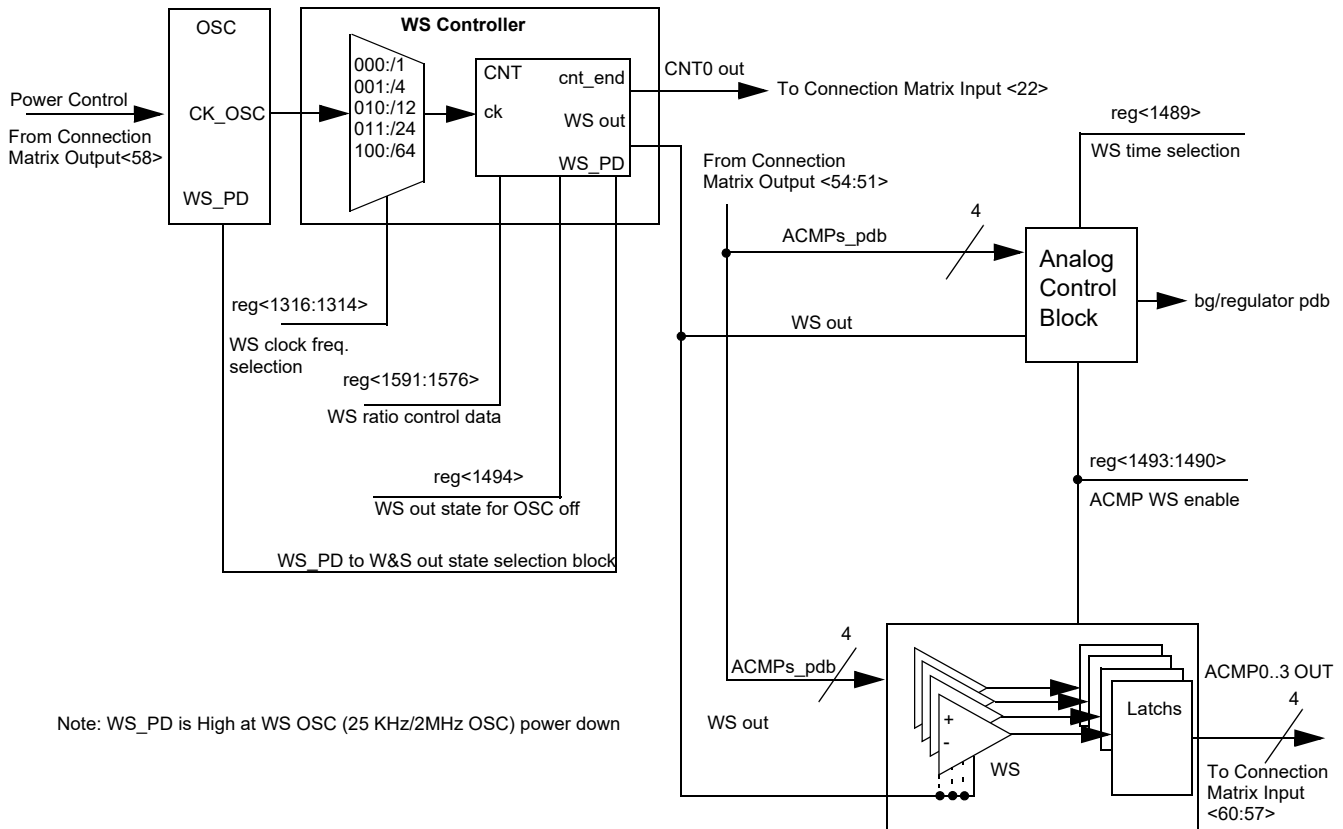 OSC
WS Controller
000:/1
001:/4
010:/12
011:/24
100:/64
CNT
cnt_end
CNT0 out
To Connection Matrix Input <22>
Power Control
CK_OSC
ck
WS out
From Connection
Matrix Output<58>
WS_PD
WS_PD
reg<1489>
WS time selection
From Connection
Matrix Output <54:51>
4
ACMPs_pdb
Analog
Control
Block
bg/regulator pdb
WS out
reg<1316:1314>
WS clock freq.
selection
reg<1591:1576>
WS ratio control data
reg<1494>
WS out state for OSC off
reg<1493:1490>
ACMP WS enable
WS_PD to W&S out state selection block
4
ACMPs_pdb
ACMP0..3 OUT
Latchs
4
+
-
WS out
WS
To Connection
Matrix Input
<60:57>
Note: WS_PD is High at WS OSC (25 KHz/2MHz OSC) power down